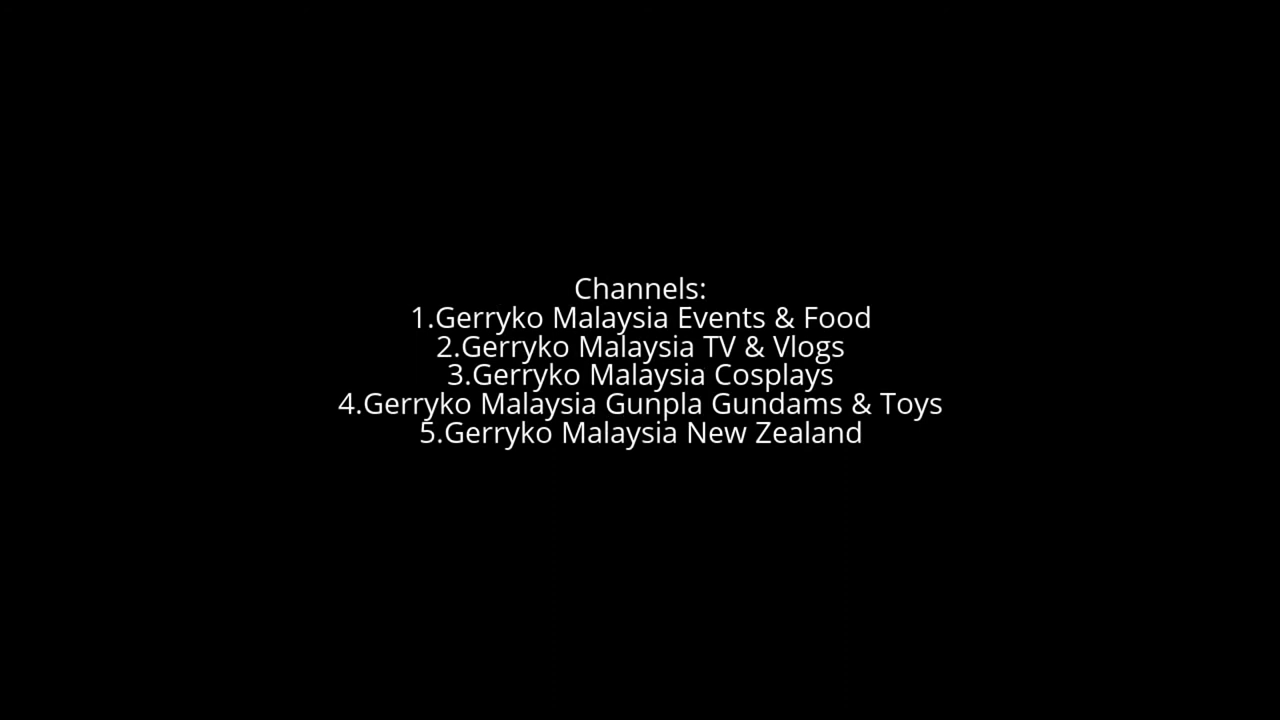 Channels:
1.Gerryko Malaysia Events & Food
2.Gerryko Malaysia TV & Vlogs
3.Gerryko Malaysia Cosplays
4.Gerryko Malaysia Gunpla Gundams & Toys
5.Gerryko Malaysia New Zealand